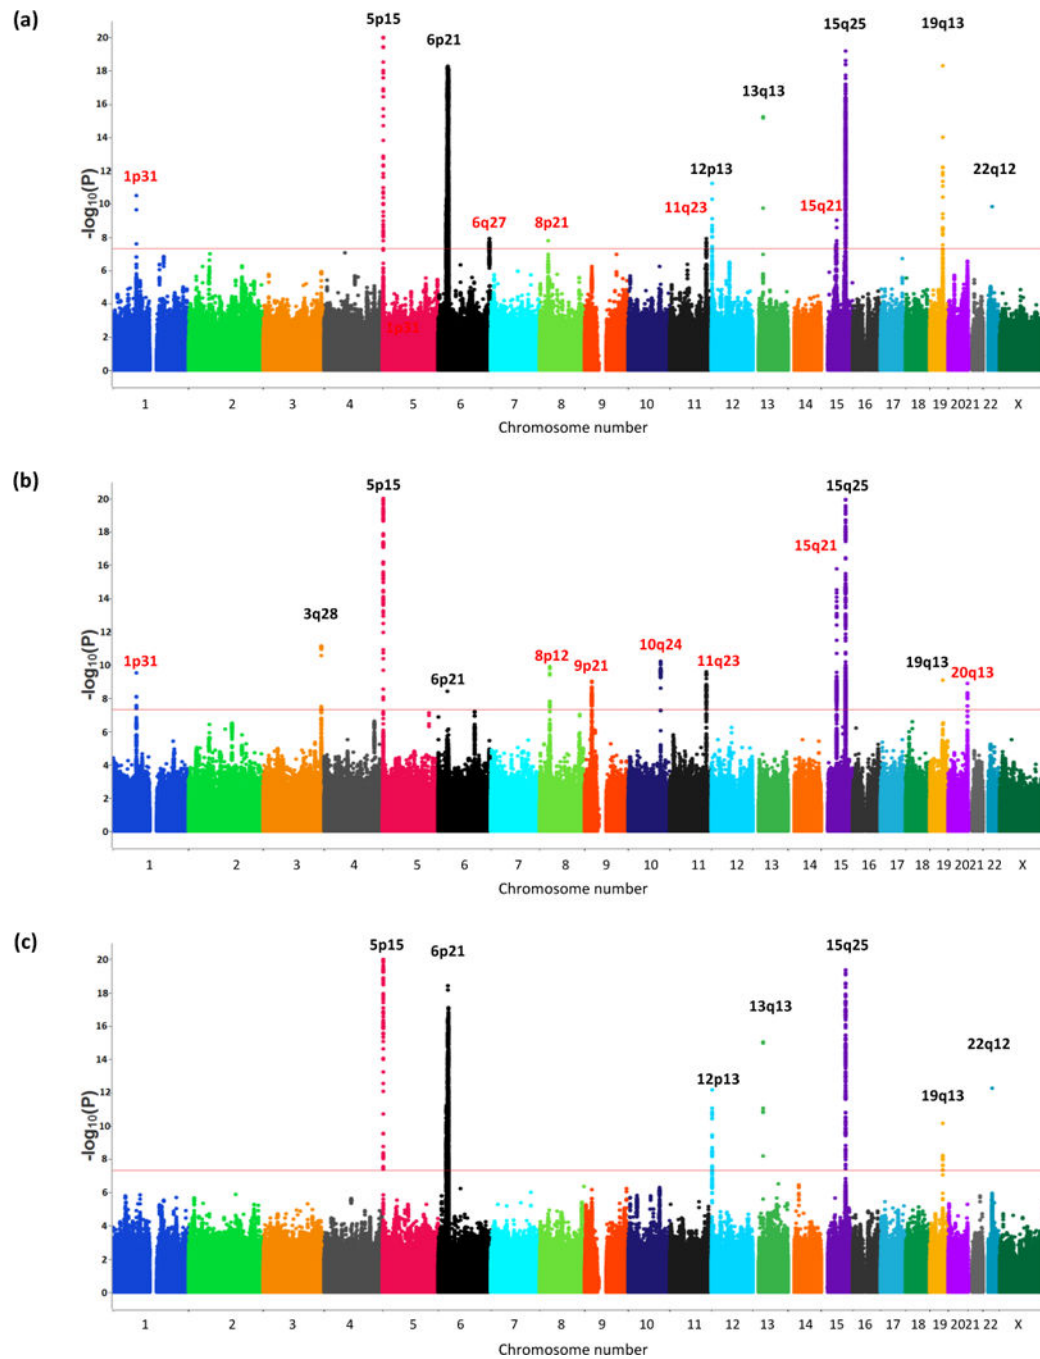 (a)
5p15
6p21
15q25
19q13
13q13
1p31
12p13
22q12
6q27
8p21
11q23
15q21
1p31
-log10(P)
20
18
16
14
12
10
8
6
4
2
0
1 2 3 4 5 6 7 8 9 10 11 12 13 14 15 16 17 18 19 20 21 22 X
Chromosome number
(b)
5p15
15q25
15q21
3q28
1p31
6p21
8p12
9p21
10q24
11q23
19q13
20q13
-log10(P)
20
18
16
14
12
10
8
6
4
2
0
1 2 3 4 5 6 7 8 9 10 11 12 13 14 15 16 17 18 19 20 21 22 X
Chromosome number
(c)
5p15
6p21
15q25
13q13
22q12
12p13
19q13
-log10(P)
20
18
16
14
12
10
8
6
4
2
0
1 2 3 4 5 6 7 8 9 10 11 12 13 14 15 16 17 18 19 20 21 22 X
Chromosome number